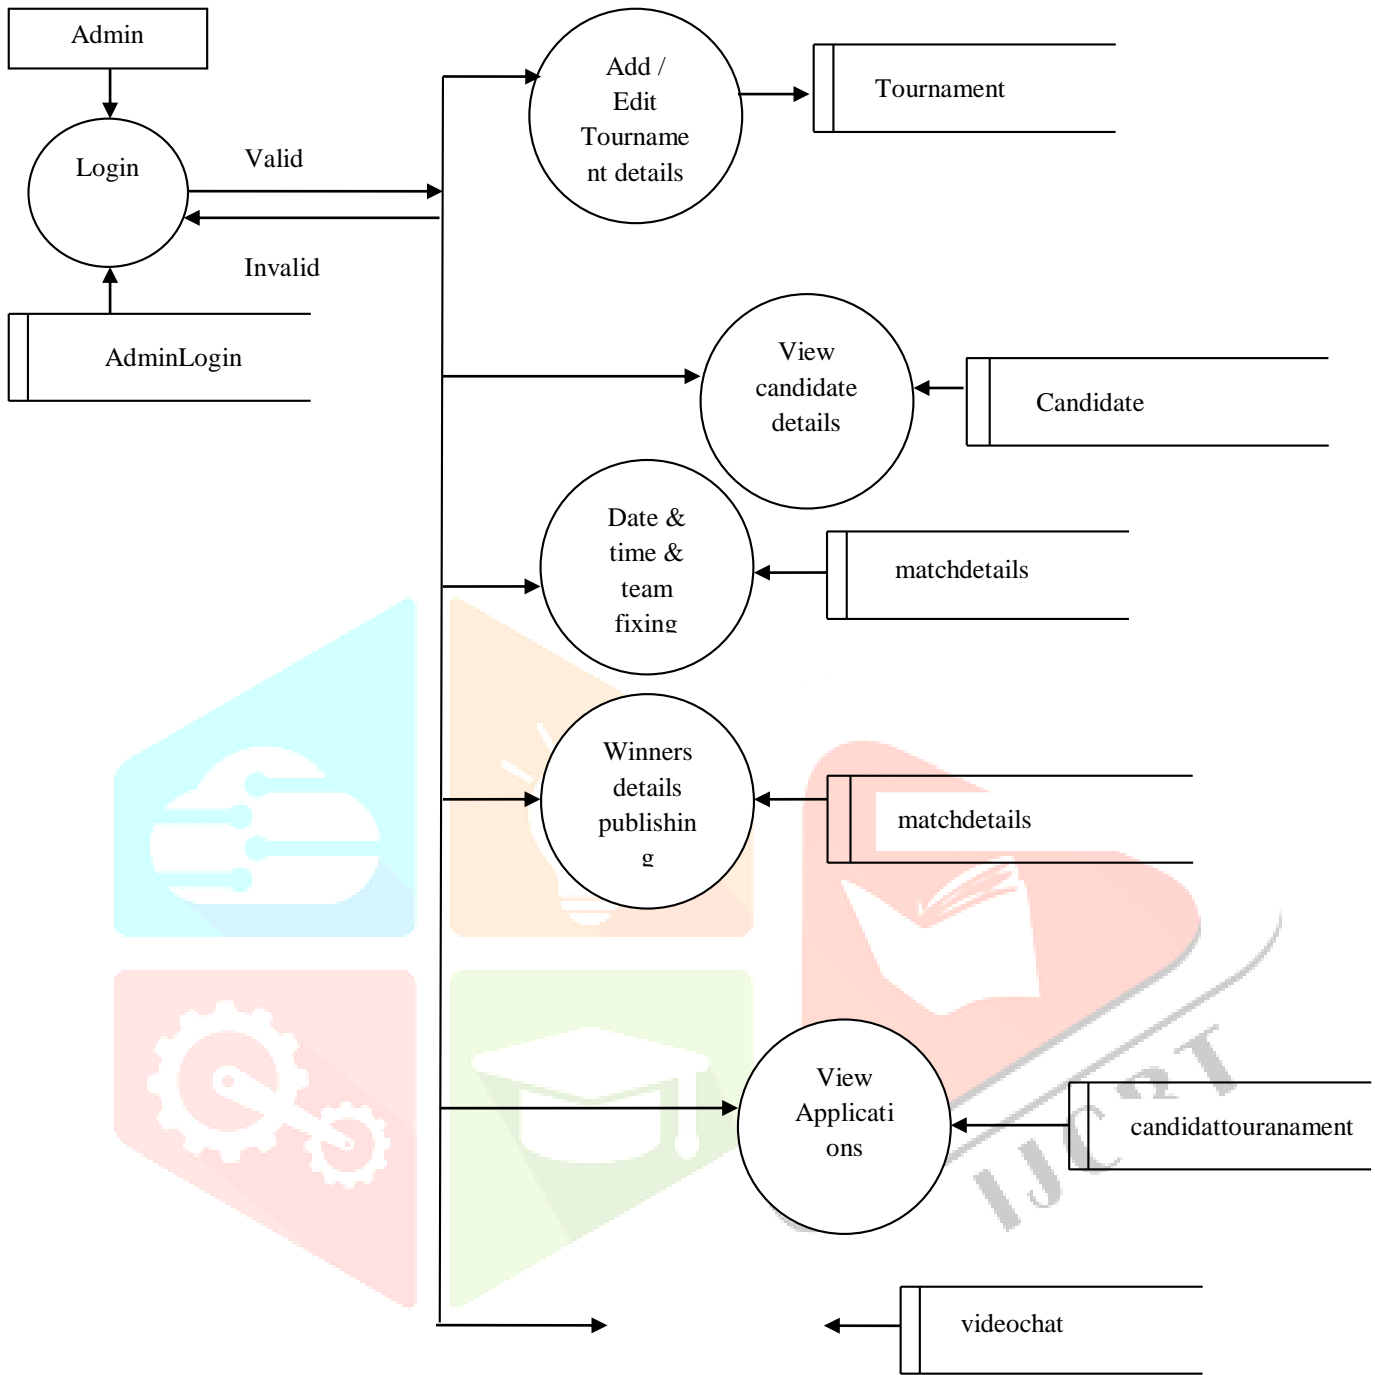 Admin
Login
Valid
Invalid
AdminLogin
Add /
Edit
Tourname
nt details
Tournament
View
candidate
details
Candidate
Date &
time &
team
fixing
matchdetails
Winners
details
publishin
g
matchdetails
View
Applicati
ons
candidattouranament
IJCRT
videochat